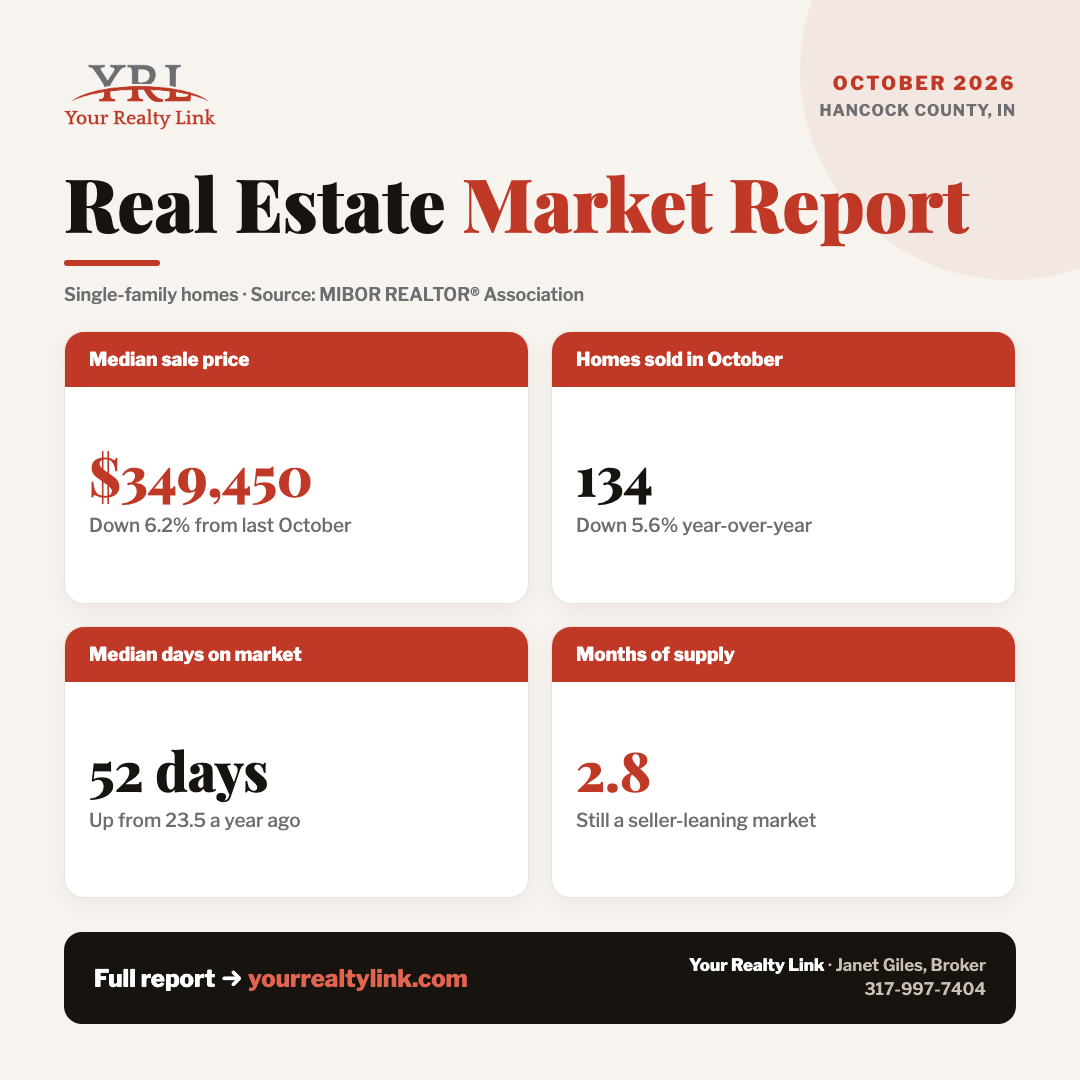 YRL
Your Realty Link
OCTOBER 2026
HANCOCK COUNTY, IN
Real Estate Market Report
Single-family homes · Source: MIBOR REALTOR® Association
Median sale price
$349,450
Down 6.2% from last October
Homes sold in October
134
Down 5.6% year-over-year
Median days on market
52 days
Up from 23.5 a year ago
Months of supply
2.8
Still a seller-leaning market
Full report → yourrealtylink.com
Your Realty Link · Janet Giles, Broker
317-997-7404